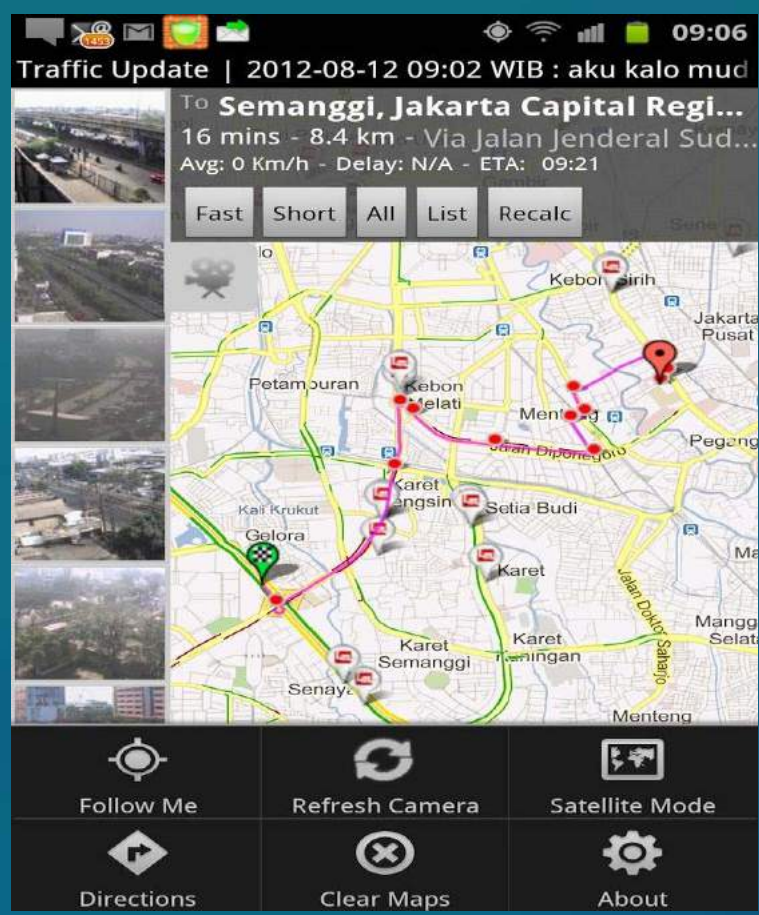 1453
09:06
Traffic Update | 2012-08-12 09:02 WIB : aku kalo mud
To Semanggi, Jakarta Capital Regi...
16 mins - 8.4 km - Via Jalan Jenderal Sud...
Avg: 0 Km/h - Delay: N/A - ETA: 09:21
Fast Short All List Recalc
Kebon Sirih
Jakarta
Pusat
Petamburan
Kebon
Melati
Menteng
Jalan Diponegoro
Pegang
Karet
Tengsin
Kali Krukut
Setia Budi
Gelora
Karet
Jalan Doktor Saharjo
Mangg
Selat
Karet
Semanggi
Karet
Kuningan
Senayan
Menteng
Follow Me
Refresh Camera
Satellite Mode
Directions
Clear Maps
About